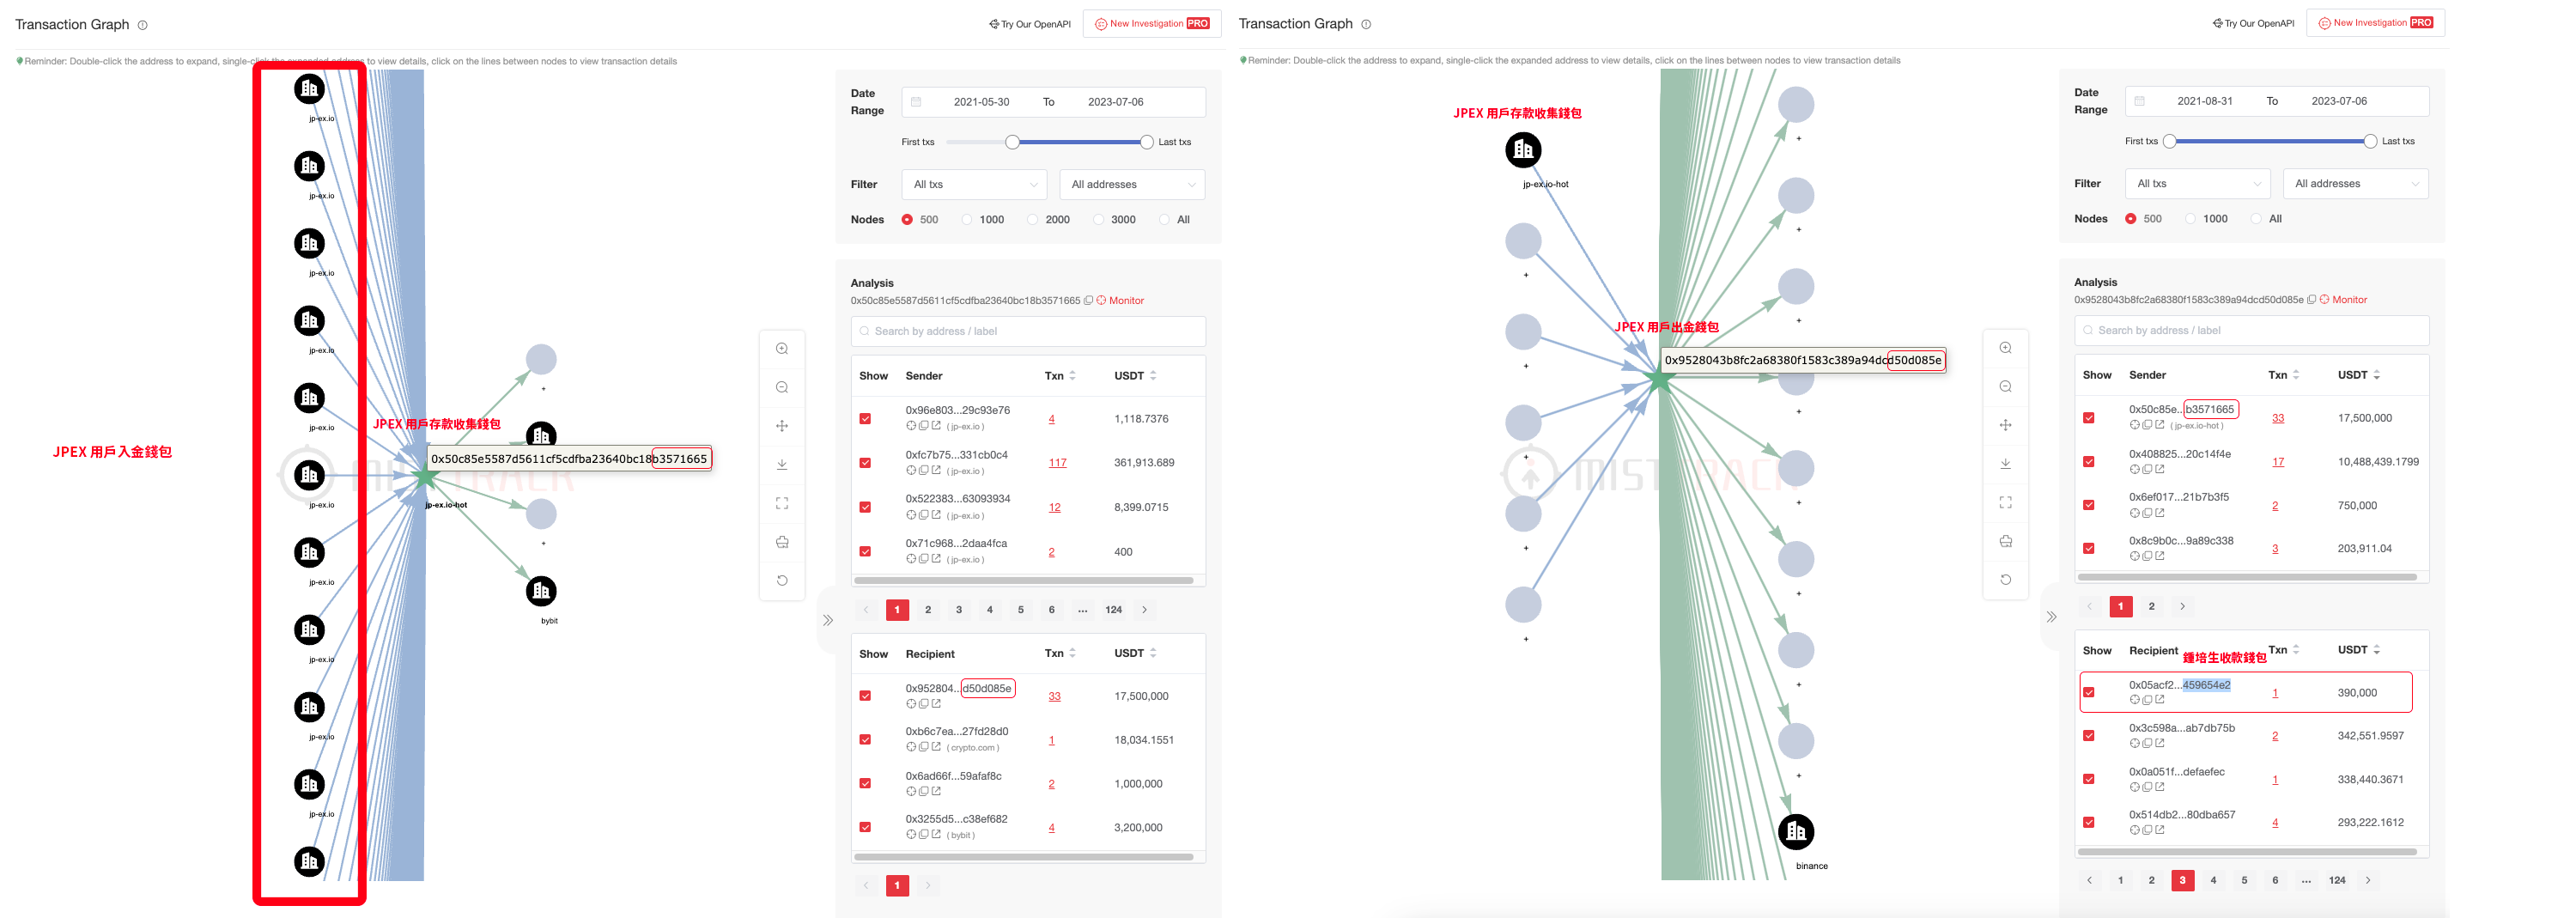 Transaction Graph
Try Our OpenAPI
New Investigation PRO
Reminder: Double-click the address to expand, single-click the expanded address to view details, click on the lines between nodes to view transaction details
jp-ex.io
jp-ex.io
jp-ex.io
jp-ex.io
jp-ex.io
jp-ex.io
jp-ex.io
jp-ex.io
jp-ex.io
jp-ex.io
JPEX 用戶入金錢包
JPEX 用戶存款收集錢包
0x50c85e5587d5611cf5cdfba23640bc18b3571665
jp-ex.io-hot
+
+
bybit
MISTTRACK
Date Range
2021-05-30 To 2023-07-06
First txs Last txs
Filter All txs All addresses
Nodes 500 1000 2000 3000 All
Analysis
0x50c85e5587d5611cf5cdfba23640bc18b3571665 Monitor
Search by address / label
Show Sender Txn USDT
0x96e803...29c93e76 4 1,118.7376
( jp-ex.io )
0xfc7b75...331cb0c4 117 361,913.689
( jp-ex.io )
0x522383...63093934 12 8,399.0715
( jp-ex.io )
0x71c968...2daa4fca 2 400
( jp-ex.io )
1 2 3 4 5 6 ... 124
Show Recipient Txn USDT
0x952804...d50d085e 33 17,500,000
0xb6c7ea...27fd28d0 1 18,034.1551
( crypto.com )
0x6ad66f...59afaf8c 2 1,000,000
0x3255d5...c38ef682 4 3,200,000
( bybit )
1
Transaction Graph
Try Our OpenAPI
New Investigation PRO
Reminder: Double-click the address to expand, single-click the expanded address to view details, click on the lines between nodes to view transaction details
JPEX 用戶存款收集錢包
jp-ex.io-hot
+
+
+
+
+
JPEX 用戶出金錢包
0x9528043b8fc2a68380f1583c389a94dcd50d085e
+
+
+
+
+
+
+
+
binance
MISTTRACK
Date Range
2021-08-31 To 2023-07-06
First txs Last txs
Filter All txs All addresses
Nodes 500 1000 All
Analysis
0x9528043b8fc2a68380f1583c389a94dcd50d085e Monitor
Search by address / label
Show Sender Txn USDT
0x50c85e...b3571665 33 17,500,000
( jp-ex.io-hot )
0x408825...20c14f4e 17 10,488,439.1799
0x6ef017...21b7b3f5 2 750,000
0x8c9b0c...9a89c338 3 203,911.04
1 2
Show Recipient Txn USDT
鍾培生收款錢包
0x05acf2...459654e2 1 390,000
0x3c598a...ab7db75b 2 342,551.9597
0x0a051f...defaefec 1 338,440.3671
0x514db2...80dba657 4 293,222.1612
1 2 3 4 5 6 ... 124